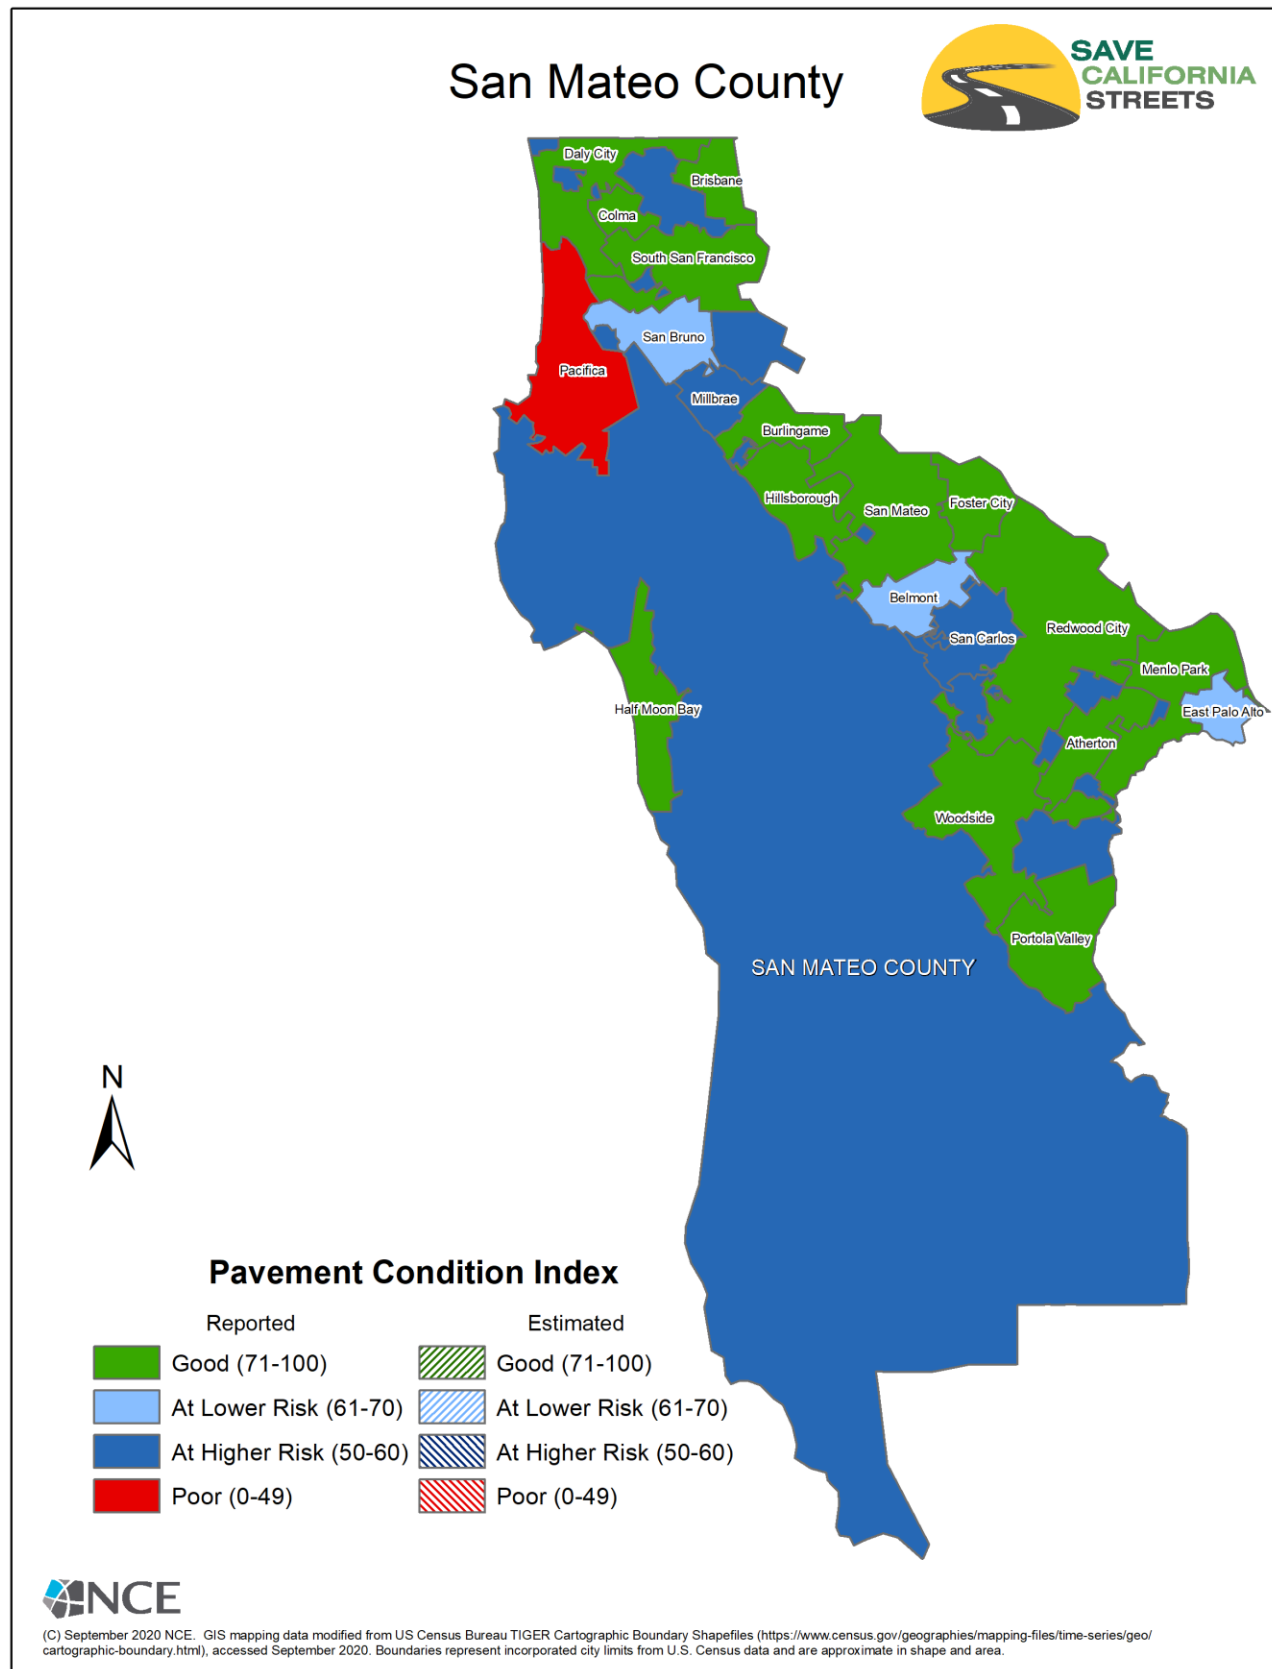 San Mateo County
SAVE
CALIFORNIA
STREETS
Daly City
Brisbane
Colma
South San Francisco
San Bruno
Pacifica
Millbrae
Burlingame
Hillsborough
San Mateo
Foster City
Belmont
San Carlos
Redwood City
Menlo Park
Half Moon Bay
East Palo Alto
Atherton
Woodside
Portola Valley
SAN MATEO COUNTY
N
Pavement Condition Index
Reported
Estimated
Good (71-100)
Good (71-100)
At Lower Risk (61-70)
At Lower Risk (61-70)
At Higher Risk (50-60)
At Higher Risk (50-60)
Poor (0-49)
Poor (0-49)
NCE
(C) September 2020 NCE. GIS mapping data modified from US Census Bureau TIGER Cartographic Boundary Shapefiles (https://www.census.gov/geographies/mapping-files/time-series/geo/
cartographic-boundary.html), accessed September 2020. Boundaries represent incorporated city limits from U.S. Census data and are approximate in shape and area.